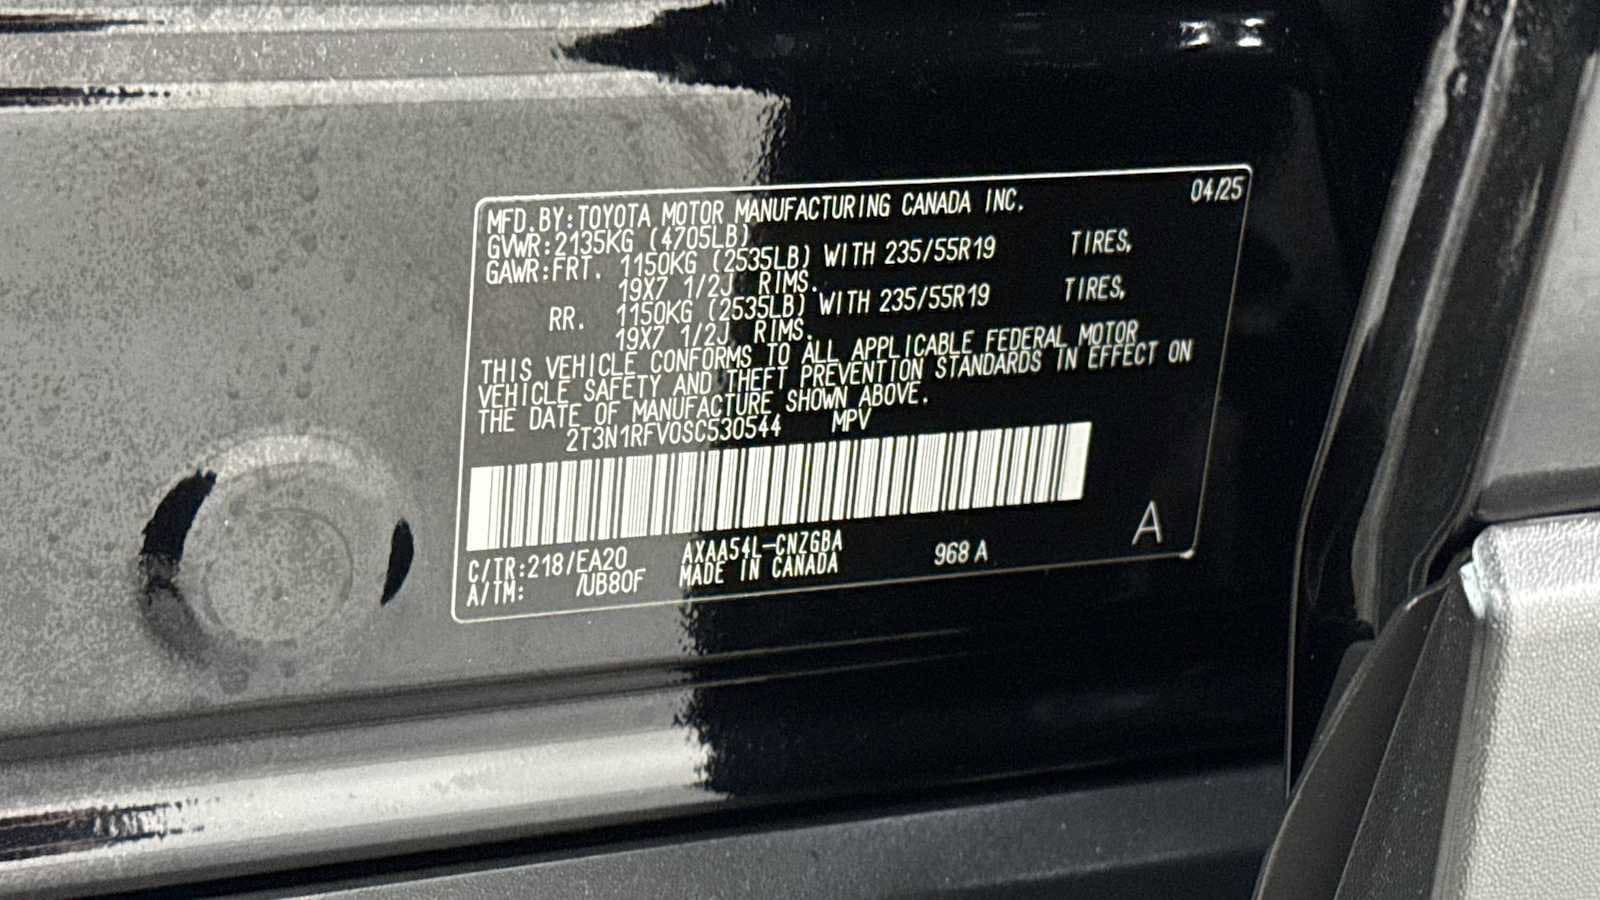 MFD. BY: TOYOTA MOTOR MANUFACTURING CANADA INC. 04/25
GVWR: 2135KG (4705LB)
GAWR: FRT. 1150KG (2535LB) WITH 235/55R19 TIRES,
19X7 1/2J RIMS.
RR. 1150KG (2535LB) WITH 235/55R19 TIRES,
19X7 1/2J RIMS.
THIS VEHICLE CONFORMS TO ALL APPLICABLE FEDERAL MOTOR
VEHICLE SAFETY AND THEFT PREVENTION STANDARDS IN EFFECT ON
THE DATE OF MANUFACTURE SHOWN ABOVE.
2T3N1RFV0SC530544 MPV
C/TR: 218/EA20 AXAA54L-CNZGBA 968 A A
A/TM: /UB80F MADE IN CANADA